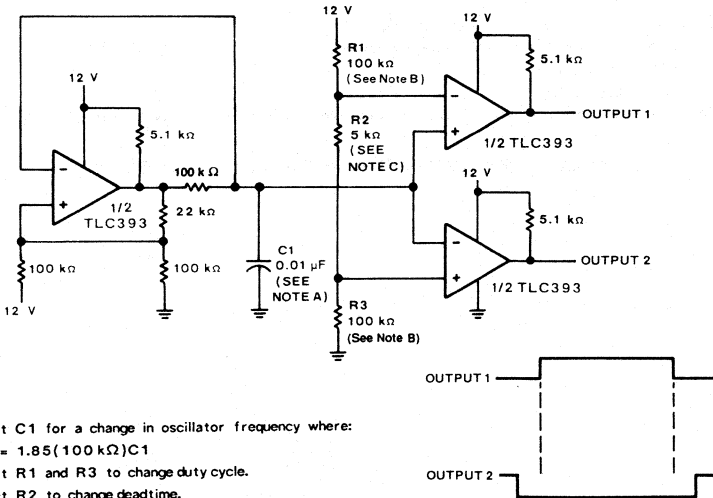 12 V
5.1 kΩ
−
+
1/2
TLC393
100 kΩ
22 kΩ
100 kΩ
100 kΩ
12 V
C1
0.01 μF
(SEE
NOTE A)
12 V
R1
100 kΩ
(See Note B)
R2
5 kΩ
(SEE
NOTE C)
R3
100 kΩ
(See Note B)
12 V
5.1 kΩ
−
+
OUTPUT 1
1/2 TLC393
12 V
5.1 kΩ
−
+
OUTPUT 2
1/2 TLC393
OUTPUT 1
OUTPUT 2
t C1 for a change in oscillator frequency where:
= 1.85(100 kΩ)C1
t R1 and R3 to change duty cycle.
t R2 to change deadtime.